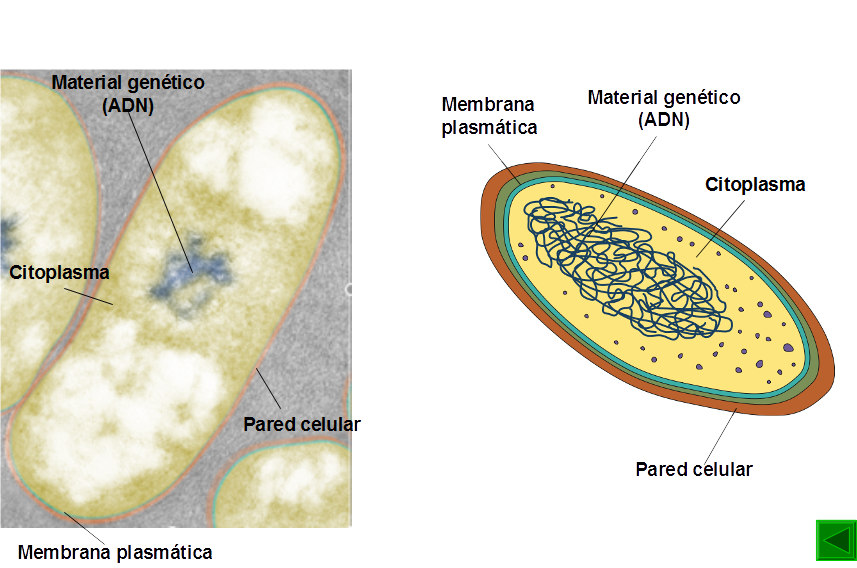 Material genético
(ADN)
Citoplasma
Pared celular
Membrana plasmática
Membrana
plasmática
Material genético
(ADN)
Citoplasma
Pared celular